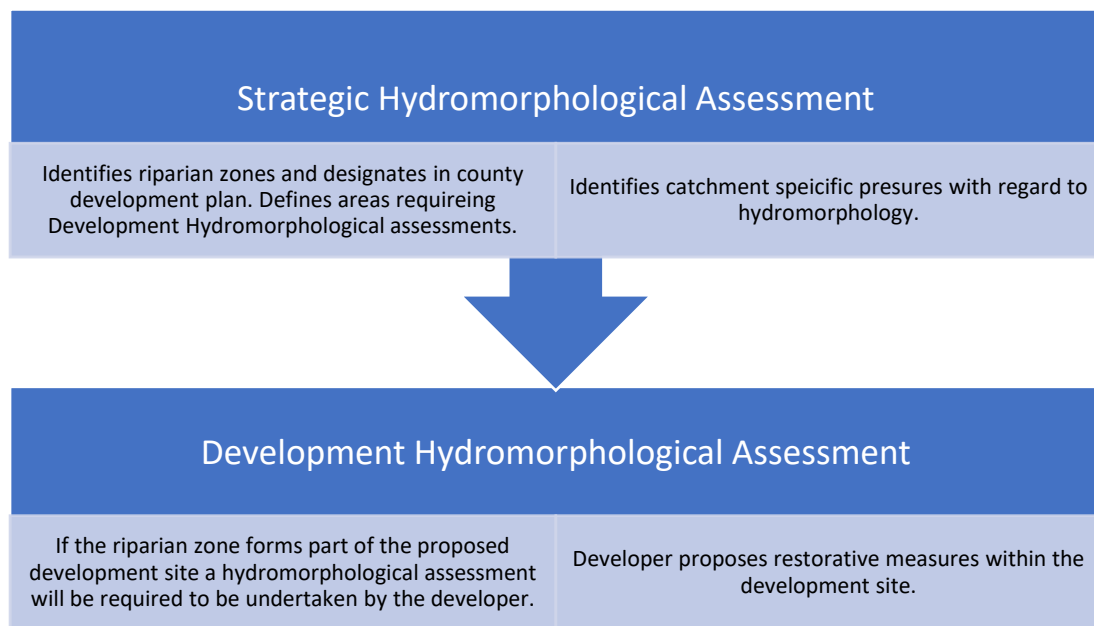 Strategic Hydromorphological Assessment
Identifies riparian zones and designates in county
development plan. Defines areas requireing
Development Hydromorphological assessments.
Identifies catchment speicific presures with regard to
hydromorphology.
Development Hydromorphological Assessment
If the riparian zone forms part of the proposed
development site a hydromorphological assessment
will be required to be undertaken by the developer.
Developer proposes restorative measures within the
development site.